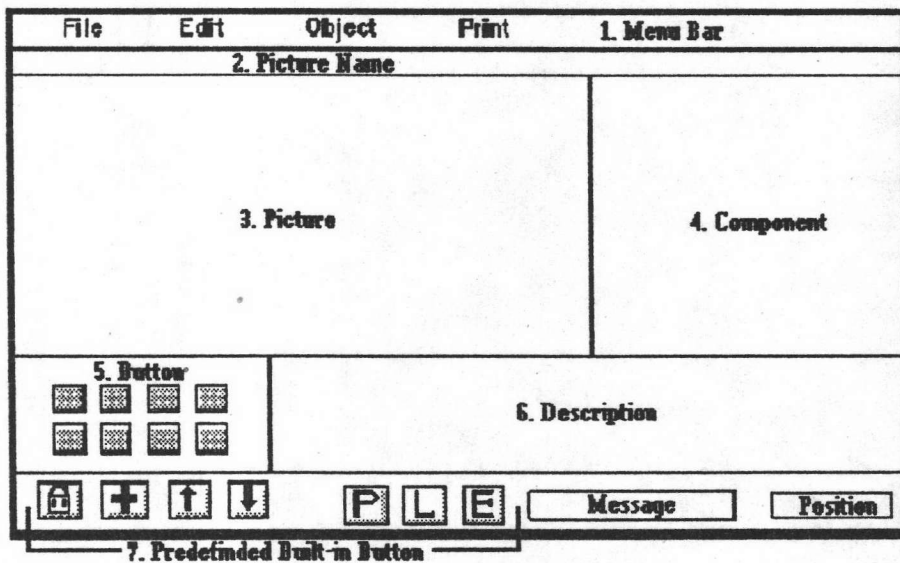 File Edit Object Print 1. Menu Bar
2. Picture Name
3. Picture
4. Component
5. Button
6. Description
P L E Message Position
7. Predefinded Built-in Button